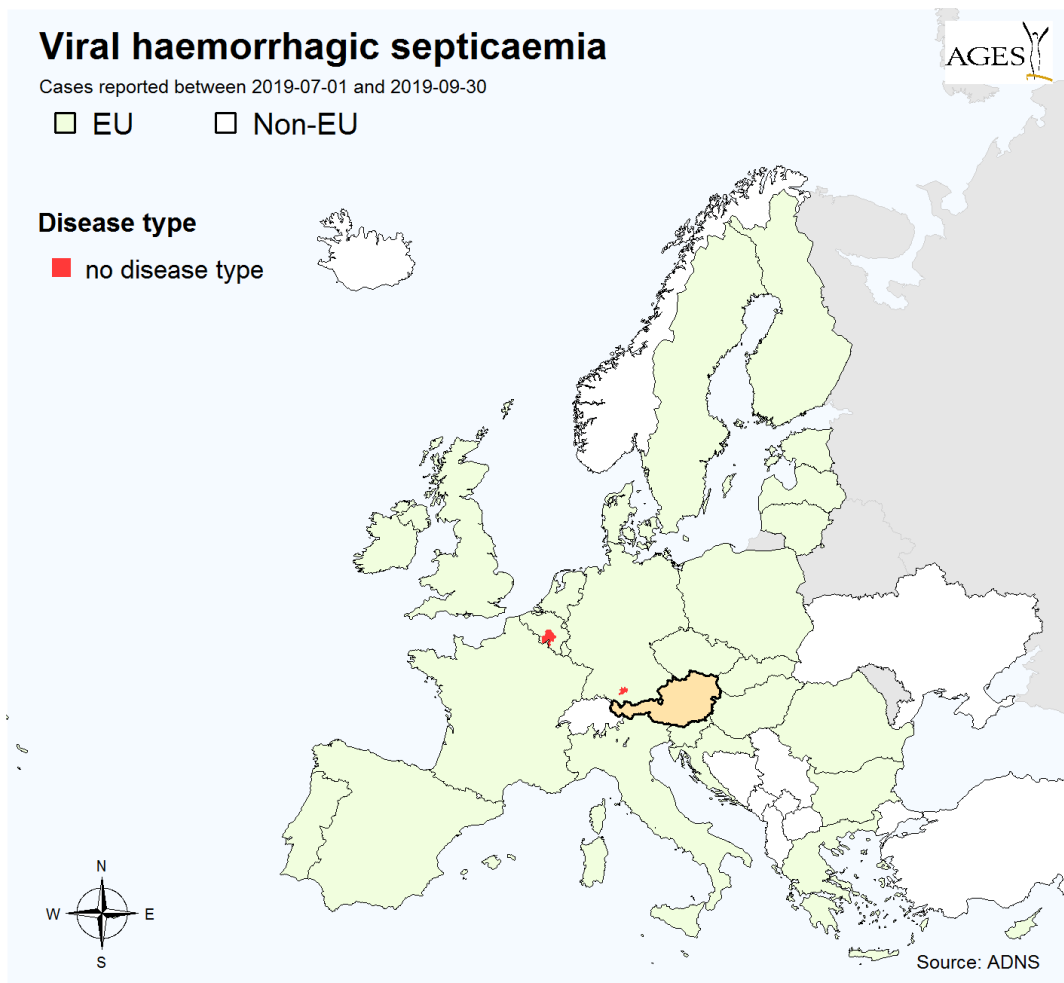 Viral haemorrhagic septicaemia
Cases reported between 2019-07-01 and 2019-09-30
EU
Non-EU
AGES
Disease type
no disease type
N
W
E
S
Source: ADNS